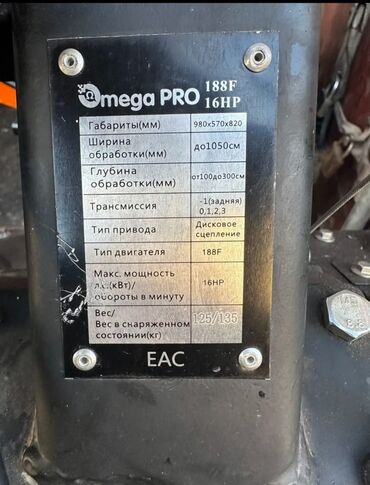 Omega PRO 188F
16HP
Габариты(мм) 980x570x820
Ширина
обработки(мм) до1050см
Глубина
обработки(мм) от100до300см
Трансмиссия -1(задняя)
0,1,2,3
Тип привода Дисковое
сцепление
Тип двигателя 188F
Макс. мощность
л.с(кВт)/ 16HP
обороты в минуту
Вес/
Вес в снаряженном 125/135
состоянии(кг)
EAC
8.8